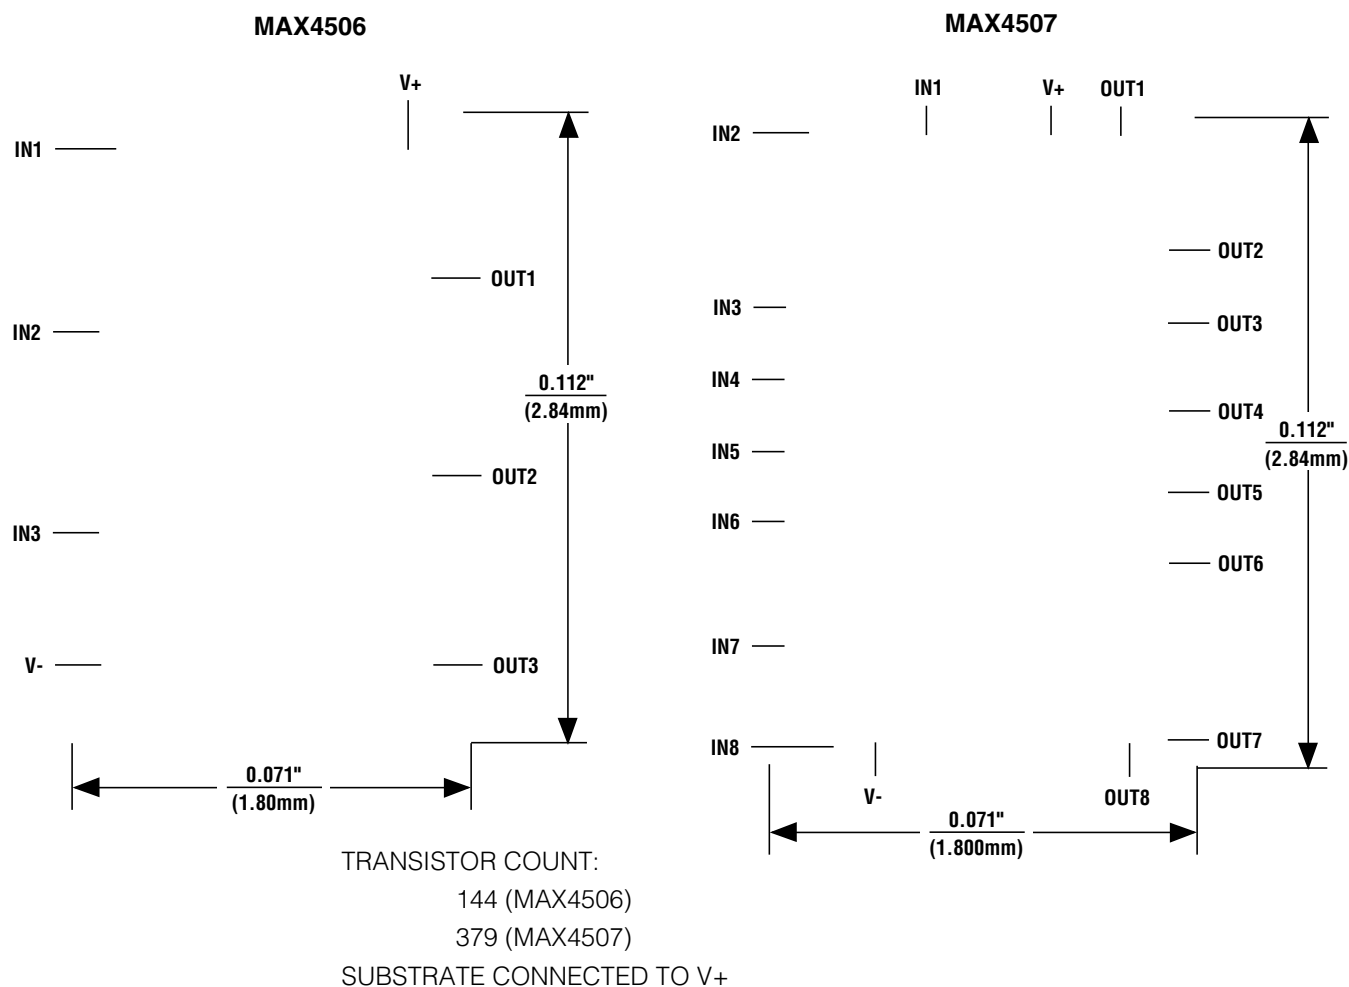 MAX4506
V+
IN1
OUT1
IN2
0.112"
(2.84mm)
OUT2
IN3
V-
OUT3
0.071"
(1.80mm)
MAX4507
IN1
V+
OUT1
IN2
OUT2
IN3
OUT3
IN4
OUT4
0.112"
(2.84mm)
IN5
OUT5
IN6
OUT6
IN7
OUT7
IN8
V-
OUT8
0.071"
(1.800mm)
TRANSISTOR COUNT:
144 (MAX4506)
379 (MAX4507)
SUBSTRATE CONNECTED TO V+